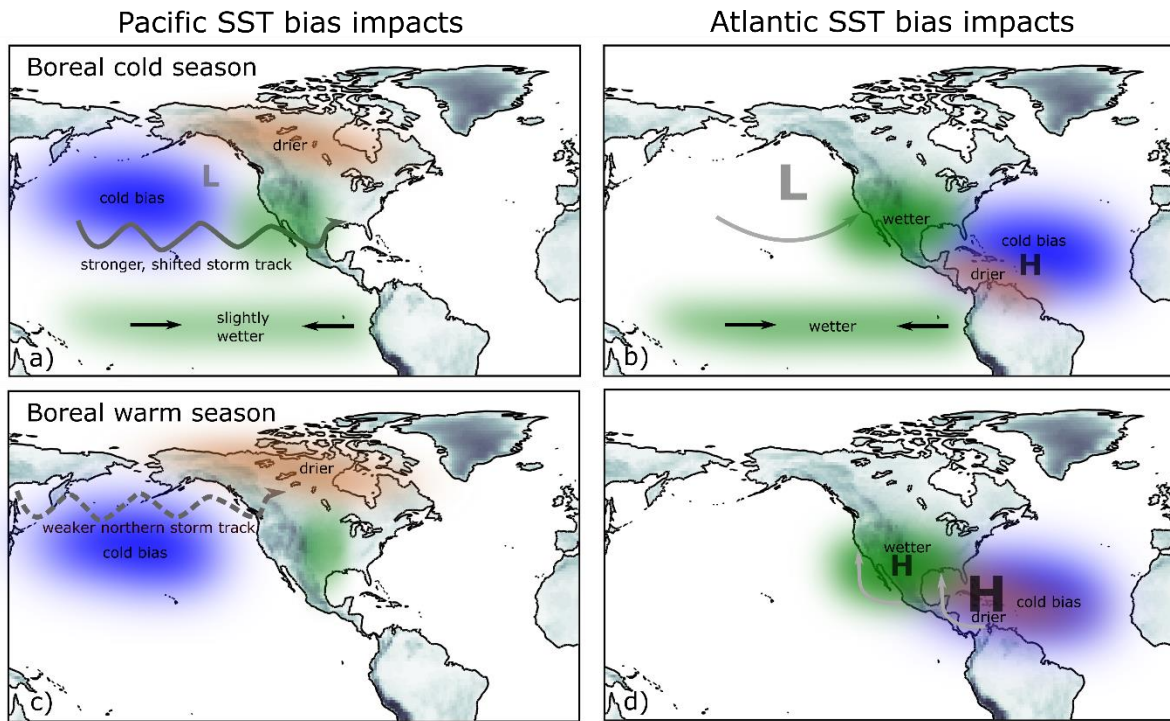 Pacific SST bias impacts
Atlantic SST bias impacts
Boreal cold season
drier
L
cold bias
stronger, shifted storm track
slightly
wetter
a)
L
wetter
cold bias
H
drier
wetter
b)
Boreal warm season
drier
weaker northern storm track
cold bias
c)
wetter
H
H
cold bias
drier
d)